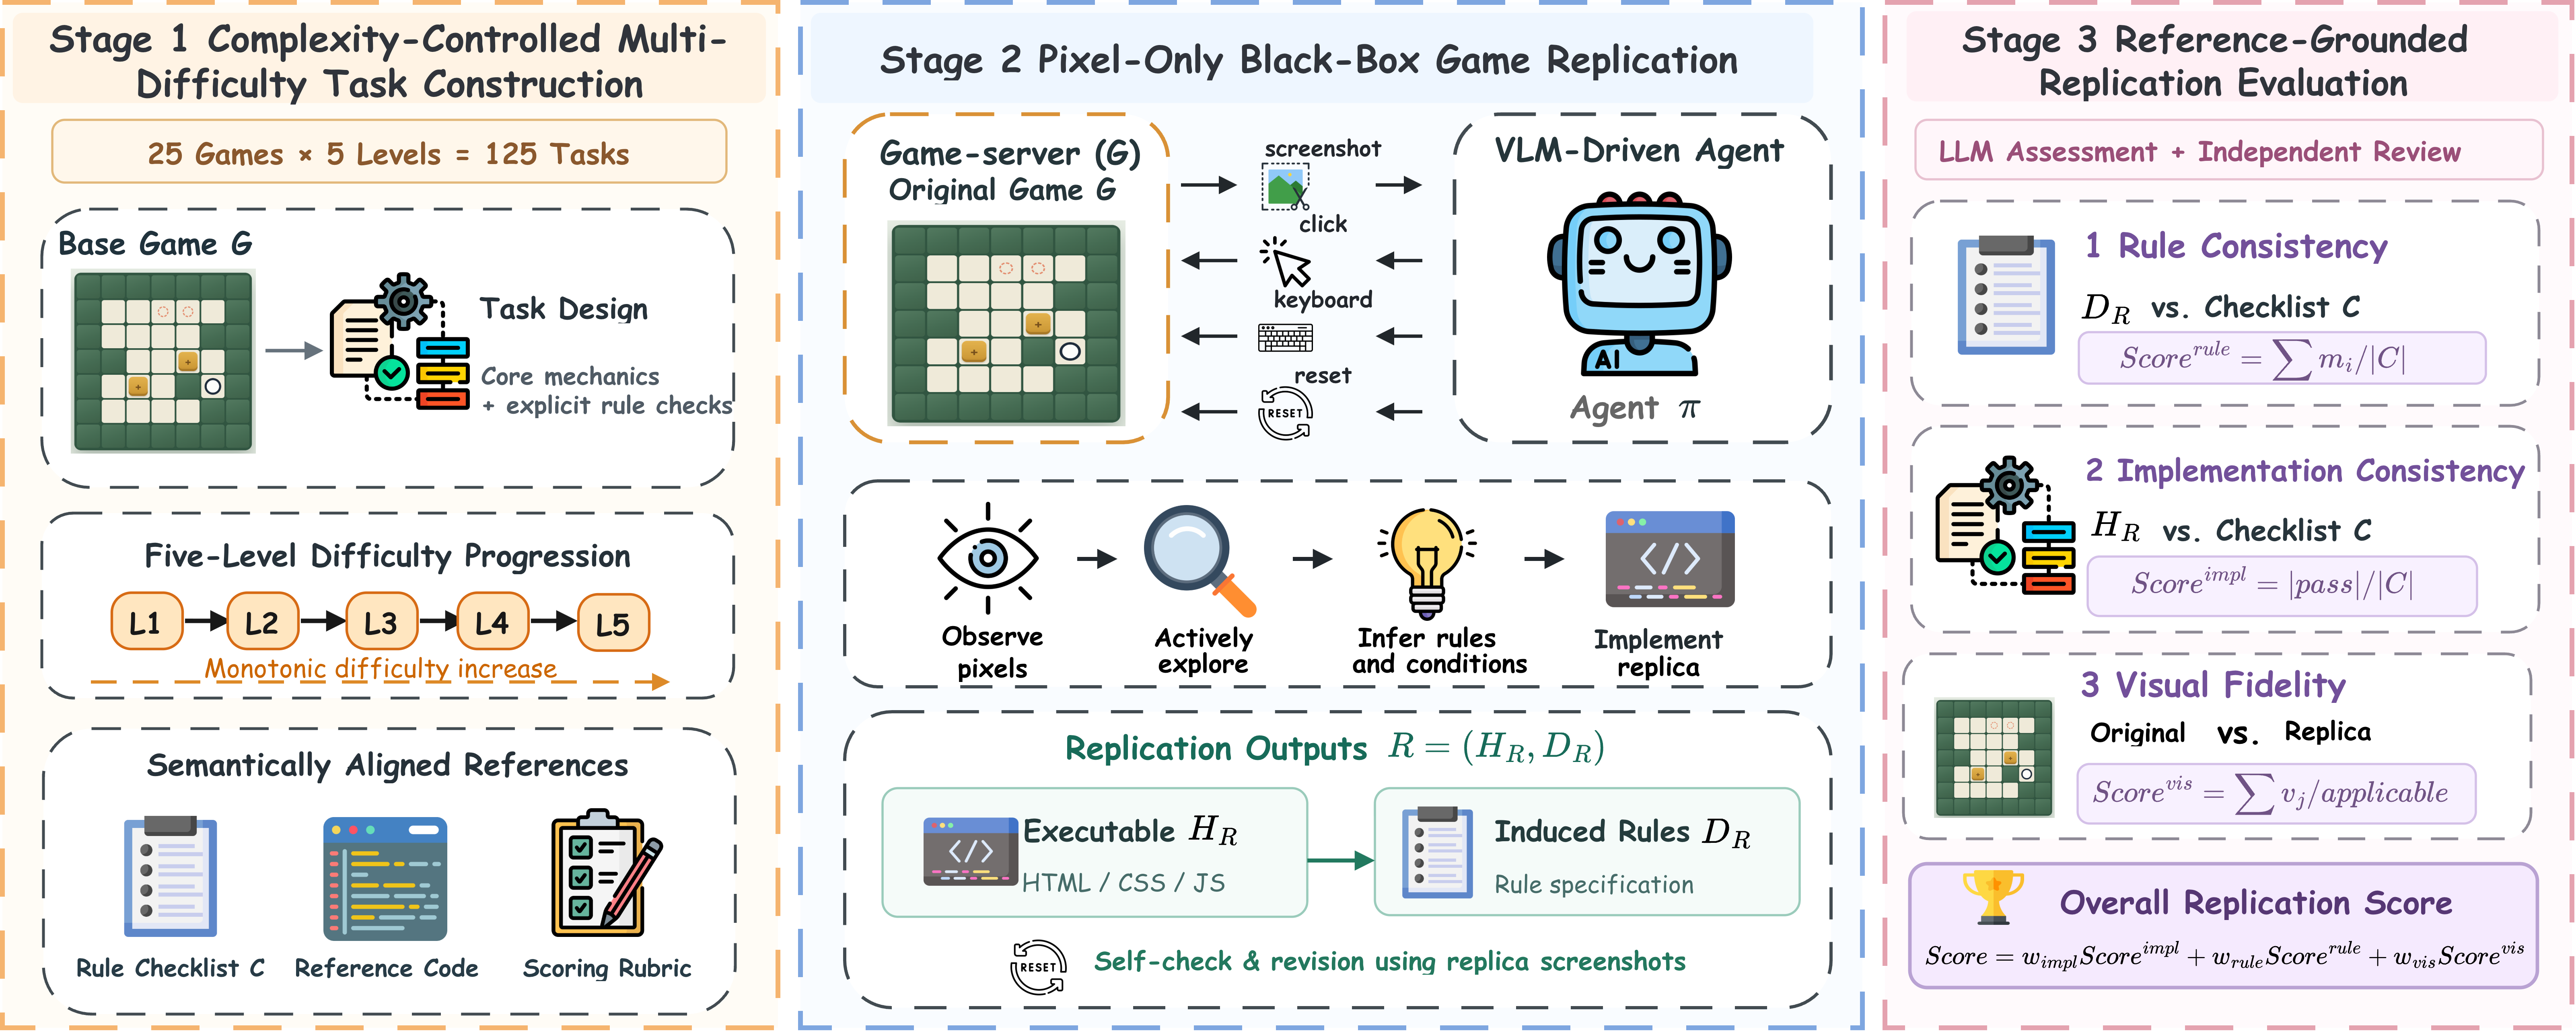 Stage 1 Complexity-Controlled Multi-
Difficulty Task Construction
25 Games × 5 Levels = 125 Tasks
Base Game G
Task Design
Core mechanics
+ explicit rule checks
Five-Level Difficulty Progression
L1
L2
L3
L4
L5
Monotonic difficulty increase
Semantically Aligned References
Rule Checklist C
Reference Code
Scoring Rubric
Stage 2 Pixel-Only Black-Box Game Replication
Game-server (G)
Original Game G
screenshot
click
keyboard
reset
RESET
VLM-Driven Agent
AI
Agent π
Observe
pixels
Actively
explore
Infer rules
and conditions
Implement
replica
Replication Outputs R = (H_R, D_R)
Executable H_R
HTML / CSS / JS
Induced Rules D_R
Rule specification
RESET
Self-check & revision using replica screenshots
Stage 3 Reference-Grounded
Replication Evaluation
LLM Assessment + Independent Review
1 Rule Consistency
D_R vs. Checklist C
Score^rule = ∑ m_i/|C|
2 Implementation Consistency
H_R vs. Checklist C
Score^impl = |pass|/|C|
3 Visual Fidelity
Original vs. Replica
Score^vis = ∑ v_j/applicable
Overall Replication Score
Score = w_impl Score^impl + w_rule Score^rule + w_vis Score^vis